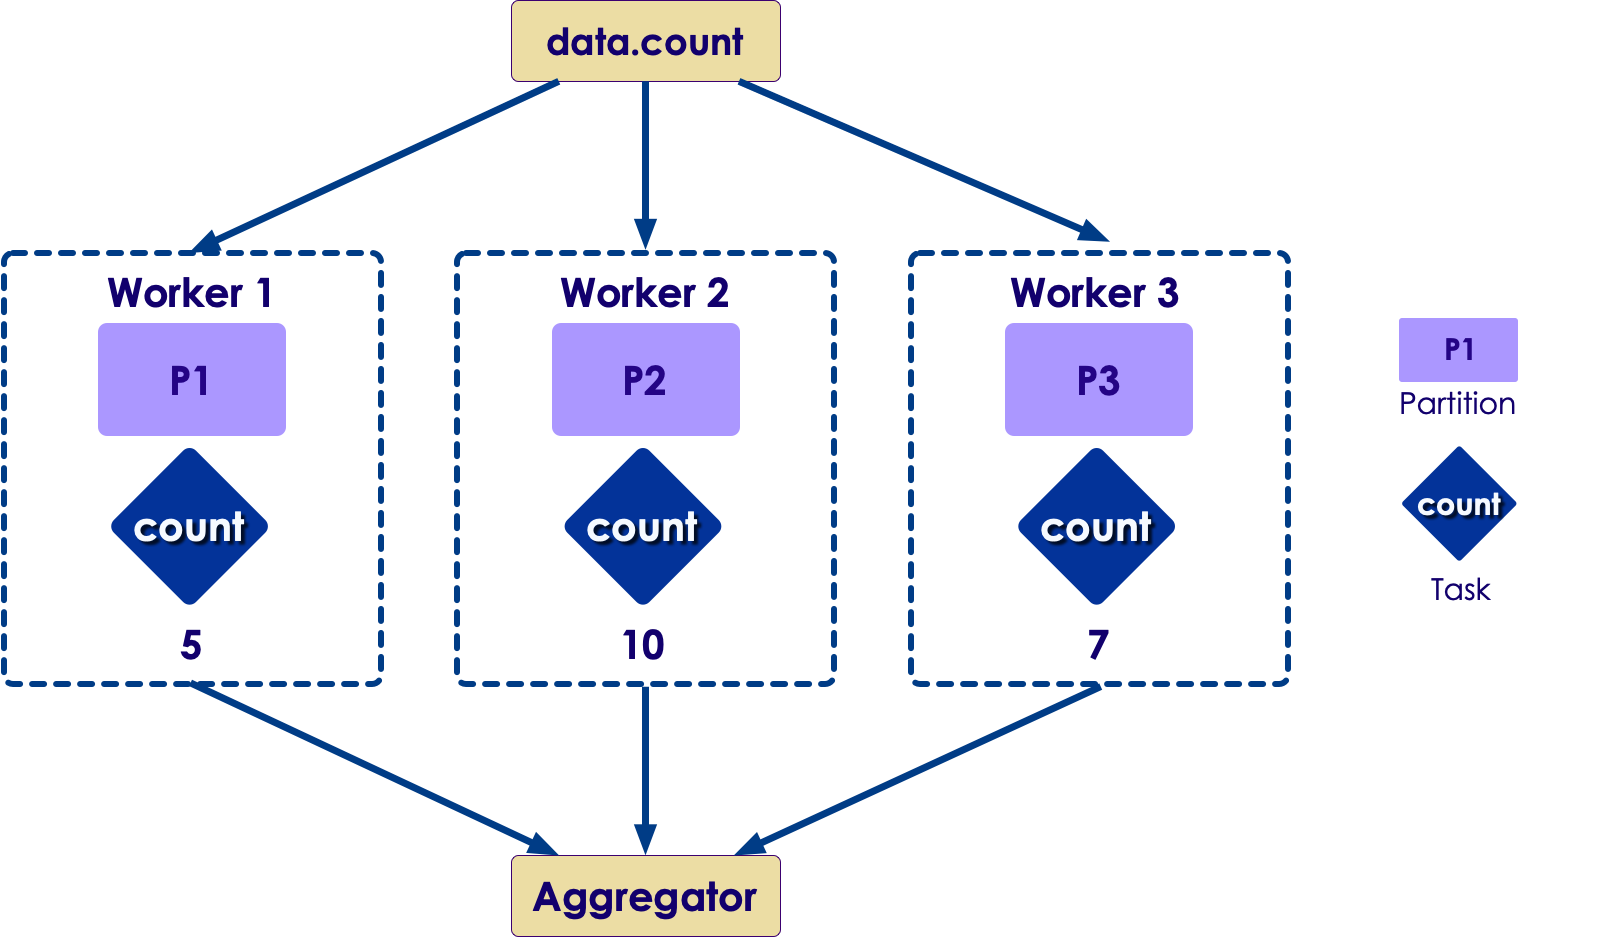 data.count
Worker 1
P1
count
5
Worker 2
P2
count
10
Worker 3
P3
count
7
P1
Partition
count
Task
Aggregator